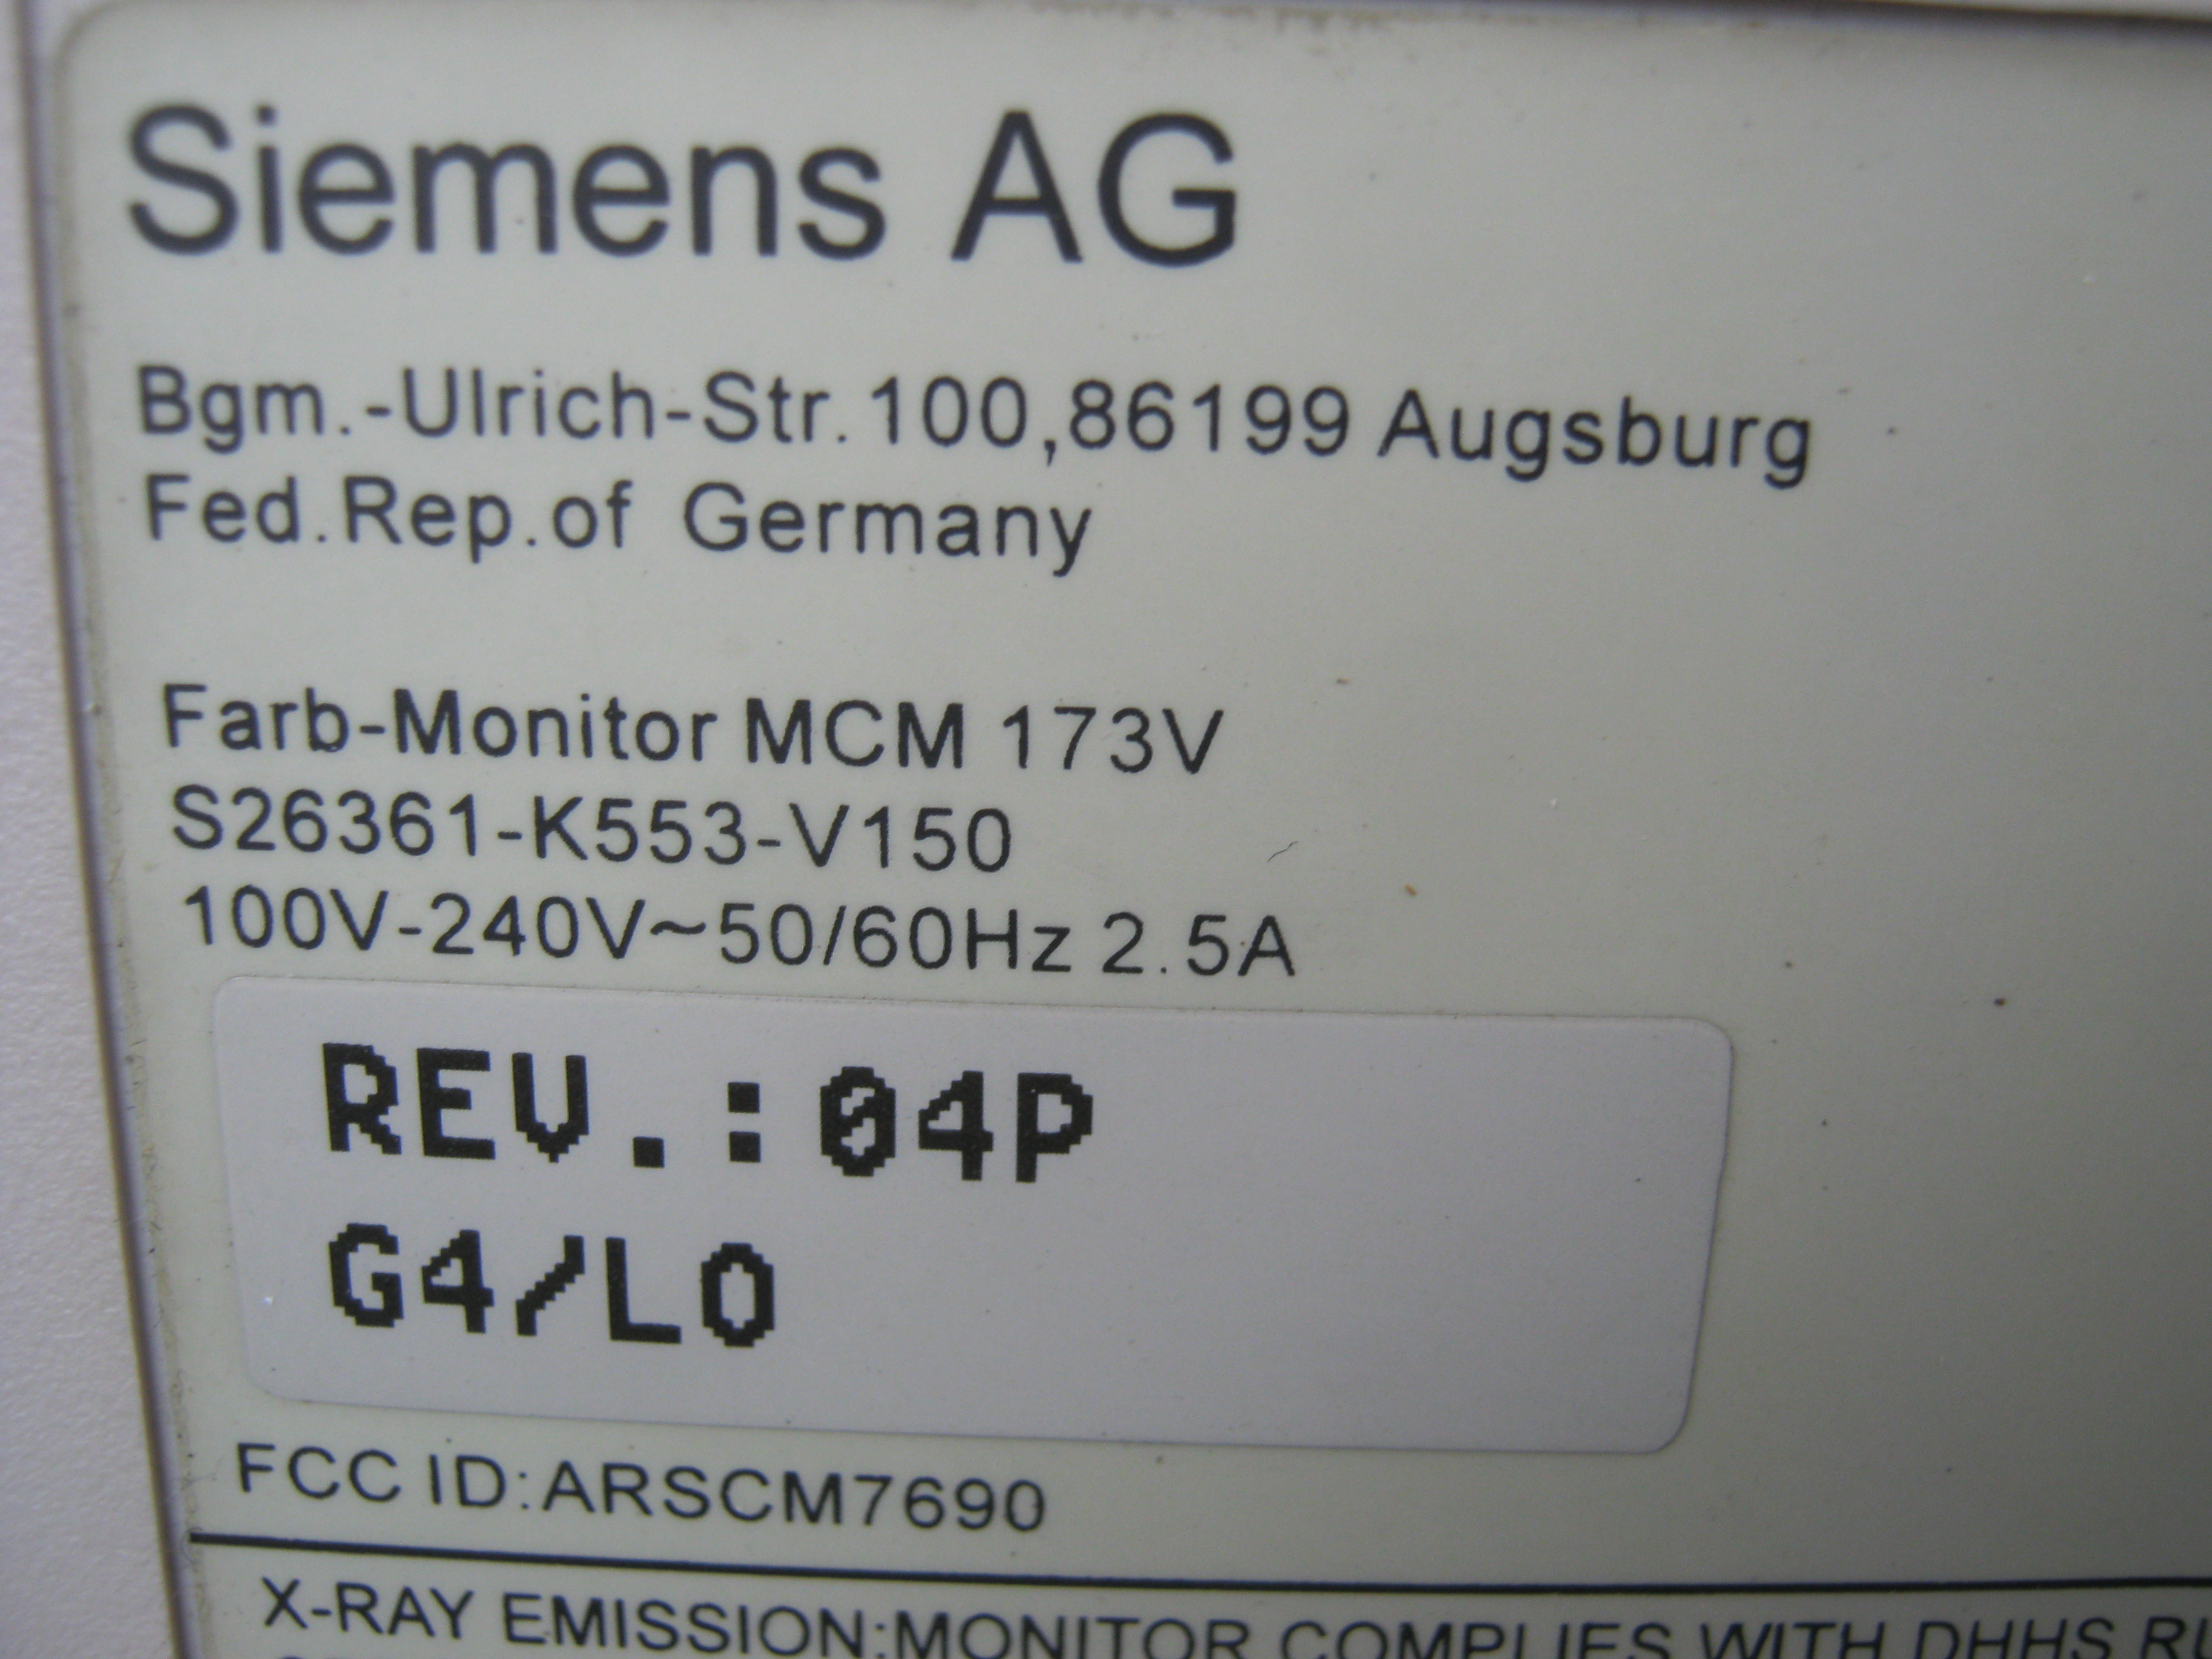 Siemens AG
Bgm.-Ulrich-Str.100,86199 Augsburg
Fed.Rep.of Germany
Farb-Monitor MCM 173V
S26361-K553-V150
100V-240V~50/60Hz 2.5A
REV.:04P
G4/LO
FCC ID:ARSCM7690
X-RAY EMISSION:MONITOR COMPLIES WITH DHHS